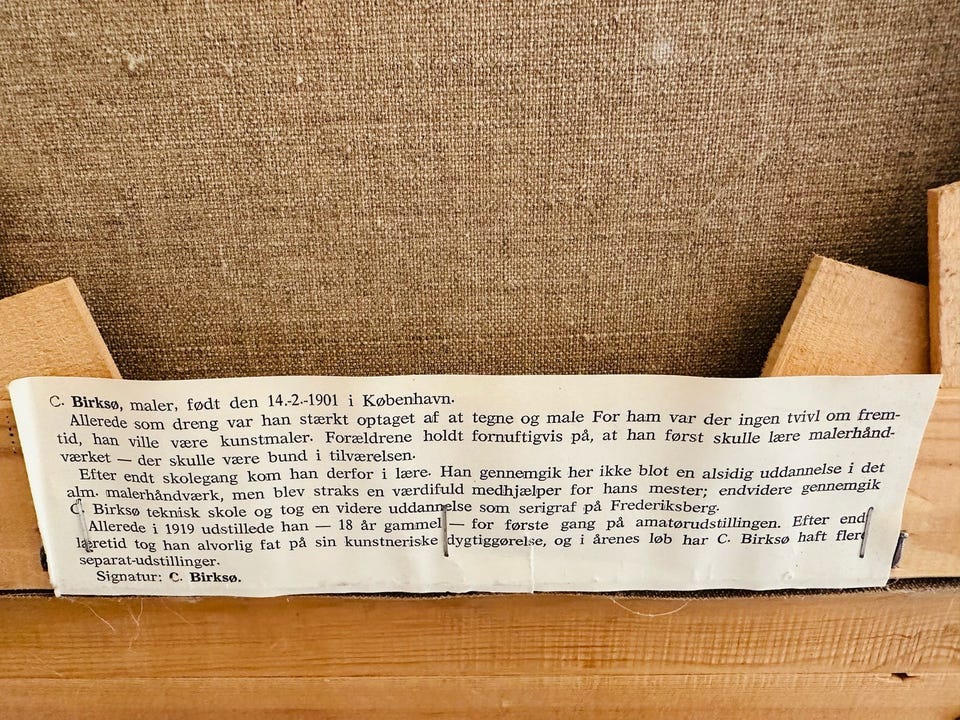 C. Birksø, maler, født den 14.-2.-1901 i København.
Allerede som dreng var han stærkt optaget af at tegne og male For ham var der ingen tvivl om frem-
tid, han ville være kunstmaler. Forældrene holdt fornuftigvis på, at han først skulle lære malerhånd-
værket — der skulle være bund i tilværelsen.
Efter endt skolegang kom han derfor i lære. Han gennemgik her ikke blot en alsidig uddannelse i det
alm. malerhåndværk, men blev straks en værdifuld medhjælper for hans mester; endvidere gennemgik
C. Birksø teknisk skole og tog en videre uddannelse som serigraf på Frederiksberg.
Allerede i 1919 udstillede han — 18 år gammel — for første gang på amatørudstillingen. Efter endt
læretid tog han alvorlig fat på sin kunstneriske dygtiggørelse, og i årenes løb har C. Birksø haft flere
separat-udstillinger.
Signatur: C. Birksø.